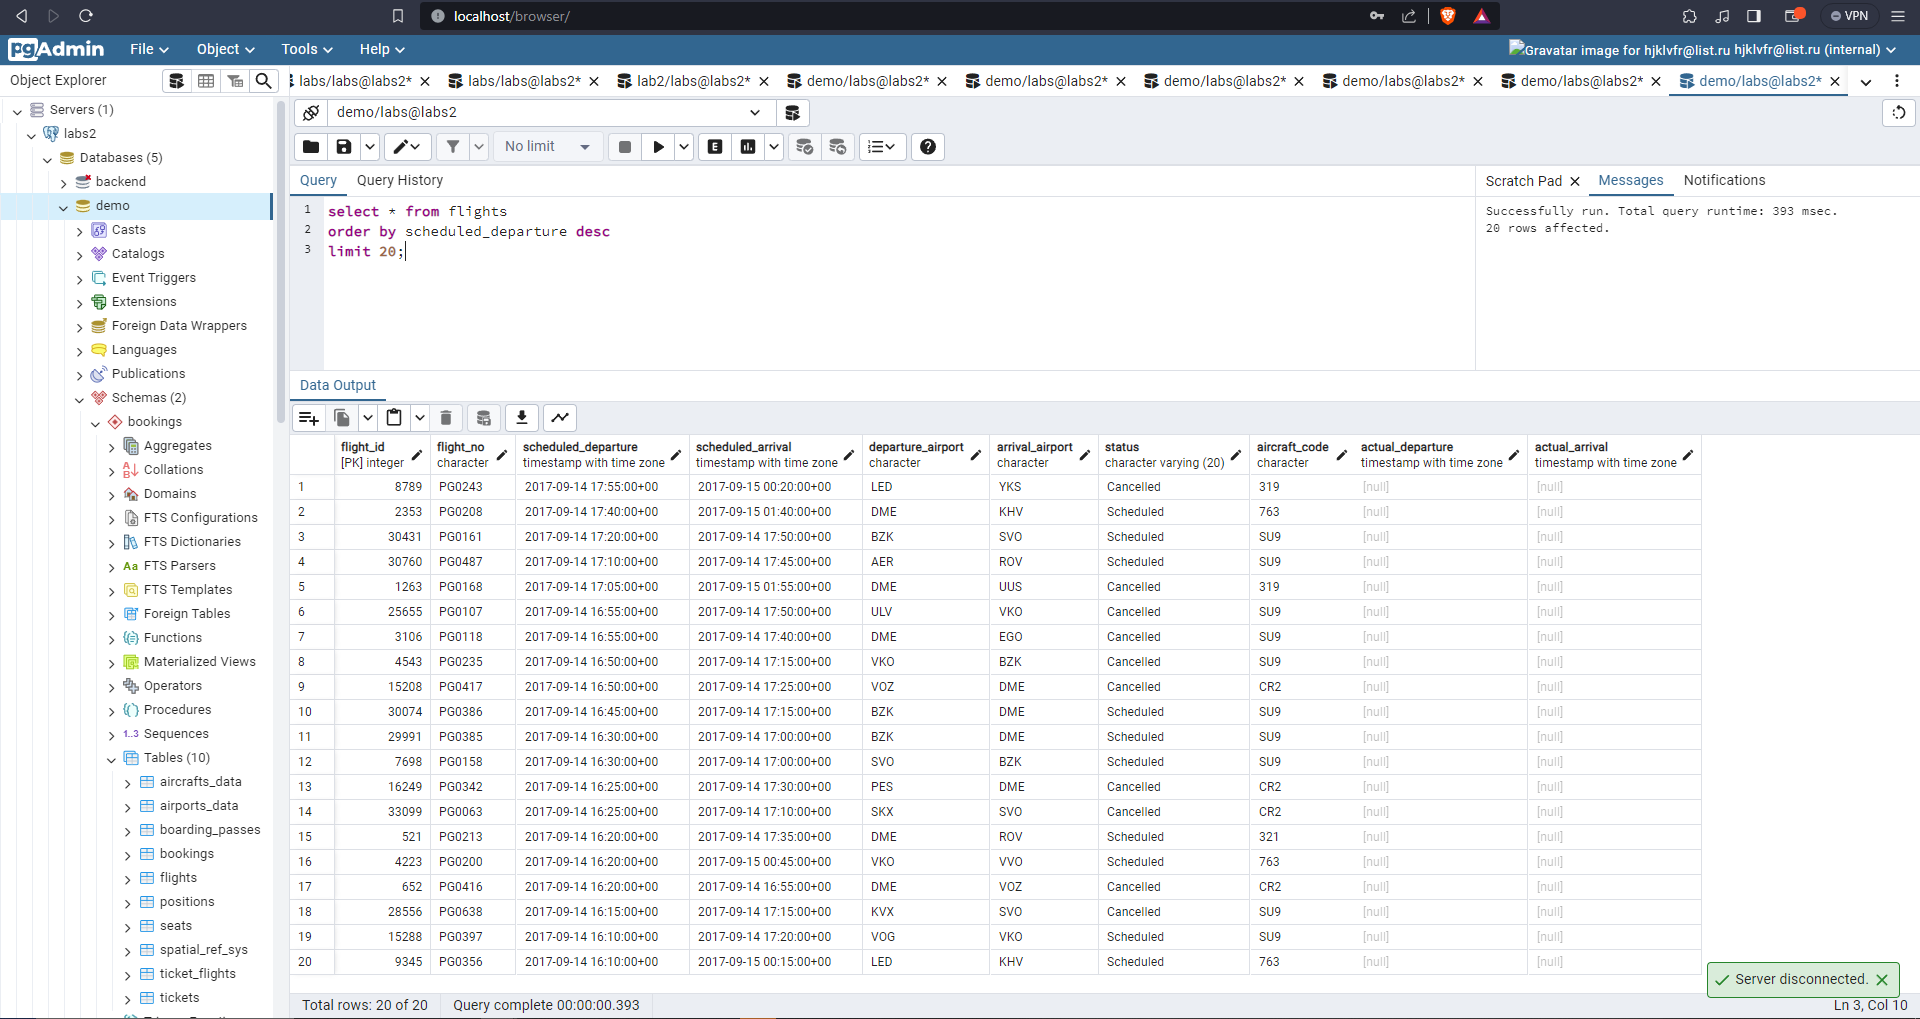 localhost/browser/
VPN
pgAdmin
File
Object
Tools
Help
Gravatar image for hjklvfr@list.ru hjklvfr@list.ru (internal)
Object Explorer
labs/labs@labs2*
labs/labs@labs2*
lab2/labs@labs2*
demo/labs@labs2*
demo/labs@labs2*
demo/labs@labs2*
demo/labs@labs2*
demo/labs@labs2*
demo/labs@labs2*
Servers (1)
labs2
Databases (5)
backend
demo
Casts
Catalogs
Event Triggers
Extensions
Foreign Data Wrappers
Languages
Publications
Schemas (2)
bookings
Aggregates
Collations
Domains
FTS Configurations
FTS Dictionaries
Aa FTS Parsers
FTS Templates
Foreign Tables
Functions
Materialized Views
Operators
Procedures
1..3 Sequences
Tables (10)
aircrafts_data
airports_data
boarding_passes
bookings
flights
positions
seats
spatial_ref_sys
ticket_flights
tickets
demo/labs@labs2
No limit
E
Query
Query History
1 select * from flights
2 order by scheduled_departure desc
3 limit 20;
Scratch Pad
Messages
Notifications
Successfully run. Total query runtime: 393 msec.
20 rows affected.
Data Output
flight_id flight_no scheduled_departure scheduled_arrival departure_airport arrival_airport status aircraft_code actual_departure actual_arrival
[PK] integer character timestamp with time zone timestamp with time zone character character character varying (20) character timestamp with time zone timestamp with time zone
1 8789 PG0243 2017-09-14 17:55:00+00 2017-09-15 00:20:00+00 LED YKS Cancelled 319 [null] [null]
2 2353 PG0208 2017-09-14 17:40:00+00 2017-09-15 01:40:00+00 DME KHV Scheduled 763 [null] [null]
3 30431 PG0161 2017-09-14 17:20:00+00 2017-09-14 17:50:00+00 BZK SVO Scheduled SU9 [null] [null]
4 30760 PG0487 2017-09-14 17:10:00+00 2017-09-14 17:45:00+00 AER ROV Scheduled SU9 [null] [null]
5 1263 PG0168 2017-09-14 17:05:00+00 2017-09-15 01:55:00+00 DME UUS Cancelled 319 [null] [null]
6 25655 PG0107 2017-09-14 16:55:00+00 2017-09-14 17:50:00+00 ULV VKO Cancelled SU9 [null] [null]
7 3106 PG0118 2017-09-14 16:55:00+00 2017-09-14 17:40:00+00 DME EGO Cancelled SU9 [null] [null]
8 4543 PG0235 2017-09-14 16:50:00+00 2017-09-14 17:15:00+00 VKO BZK Cancelled SU9 [null] [null]
9 15208 PG0417 2017-09-14 16:50:00+00 2017-09-14 17:25:00+00 VOZ DME Cancelled CR2 [null] [null]
10 30074 PG0386 2017-09-14 16:45:00+00 2017-09-14 17:15:00+00 BZK DME Scheduled SU9 [null] [null]
11 29991 PG0385 2017-09-14 16:30:00+00 2017-09-14 17:00:00+00 BZK DME Scheduled SU9 [null] [null]
12 7698 PG0158 2017-09-14 16:30:00+00 2017-09-14 17:00:00+00 SVO BZK Scheduled SU9 [null] [null]
13 16249 PG0342 2017-09-14 16:25:00+00 2017-09-14 17:30:00+00 PES DME Cancelled CR2 [null] [null]
14 33099 PG0063 2017-09-14 16:25:00+00 2017-09-14 17:10:00+00 SKX SVO Cancelled CR2 [null] [null]
15 521 PG0213 2017-09-14 16:20:00+00 2017-09-14 17:35:00+00 DME ROV Scheduled 321 [null] [null]
16 4223 PG0200 2017-09-14 16:20:00+00 2017-09-15 00:45:00+00 VKO VVO Scheduled 763 [null] [null]
17 652 PG0416 2017-09-14 16:20:00+00 2017-09-14 16:55:00+00 DME VOZ Cancelled CR2 [null] [null]
18 28556 PG0638 2017-09-14 16:15:00+00 2017-09-14 17:15:00+00 KVX SVO Cancelled SU9 [null] [null]
19 15288 PG0397 2017-09-14 16:10:00+00 2017-09-14 17:20:00+00 VOG VKO Scheduled SU9 [null] [null]
20 9345 PG0356 2017-09-14 16:10:00+00 2017-09-15 00:15:00+00 LED KHV Scheduled 763 [null] [null]
Server disconnected.
Total rows: 20 of 20
Query complete 00:00:00.393
Ln 3, Col 10